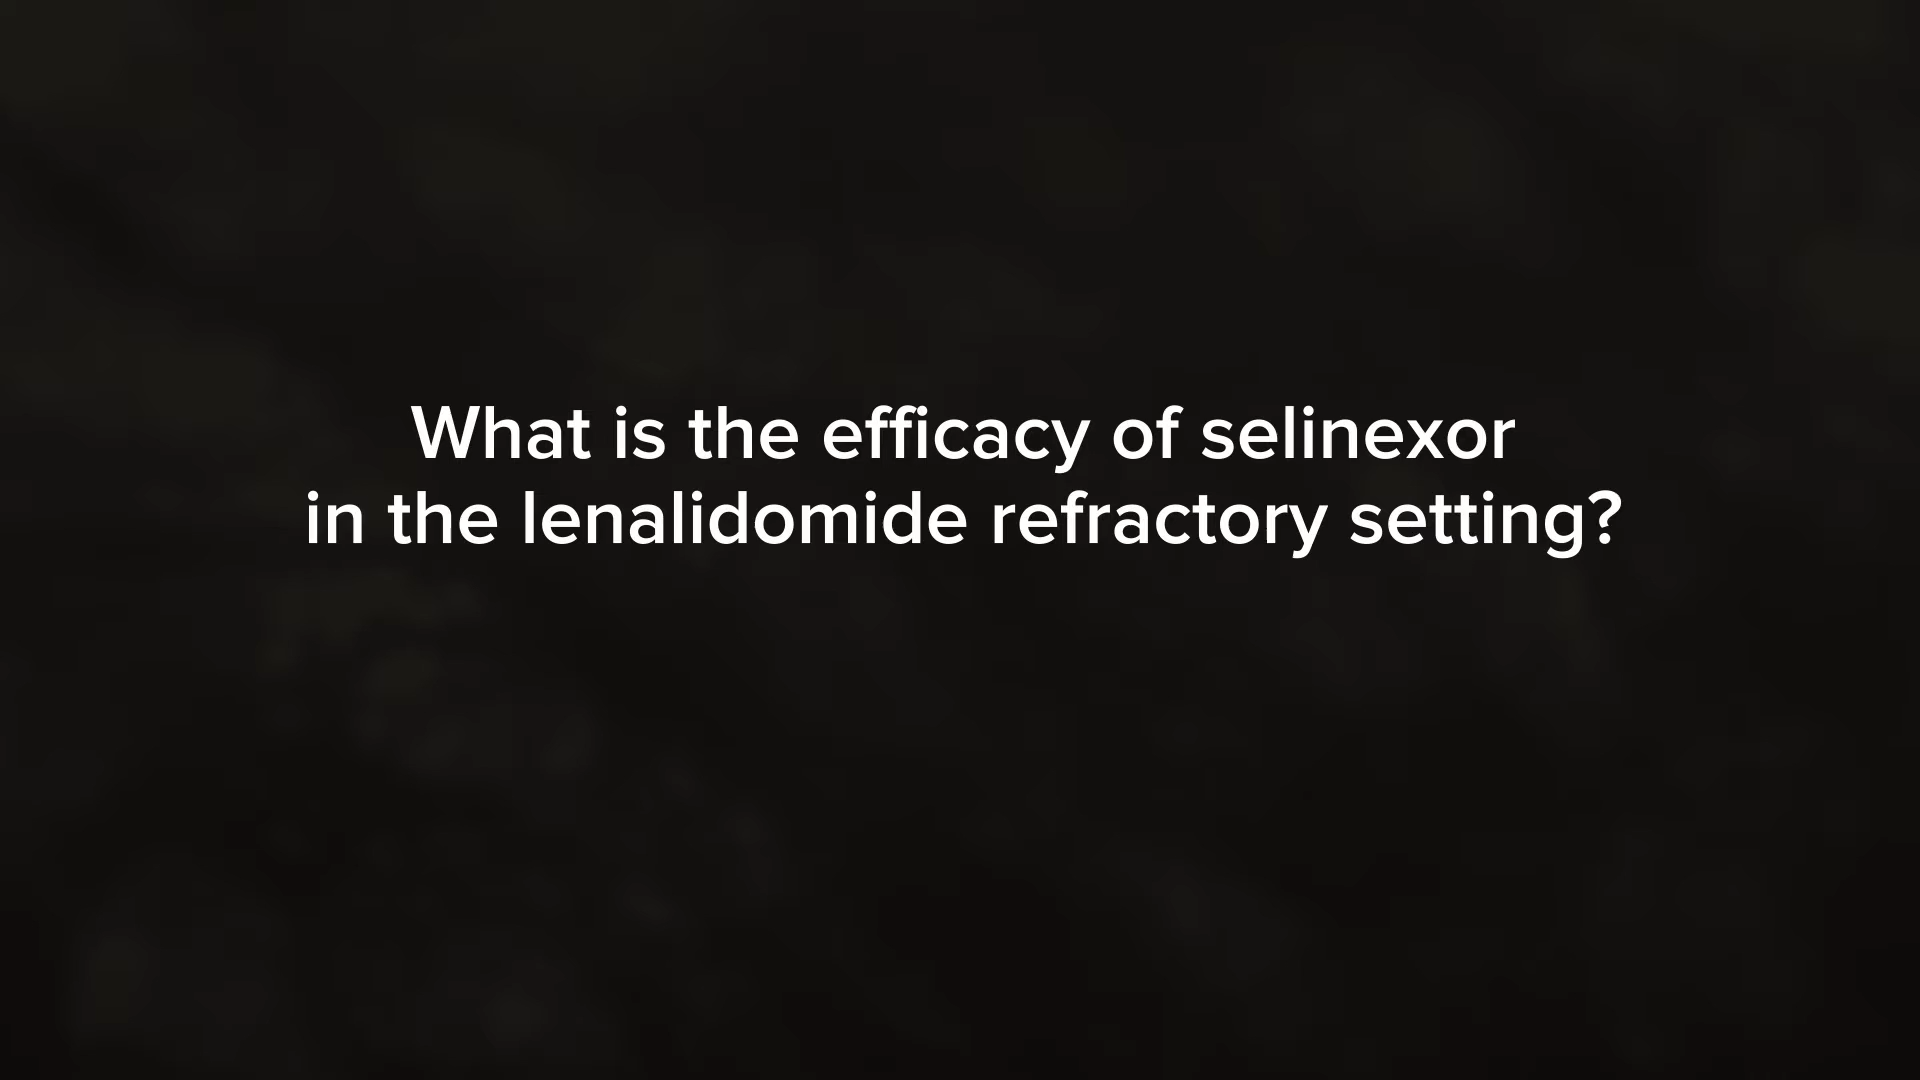 What is the efficacy of selinexor
in the lenalidomide refractory setting?